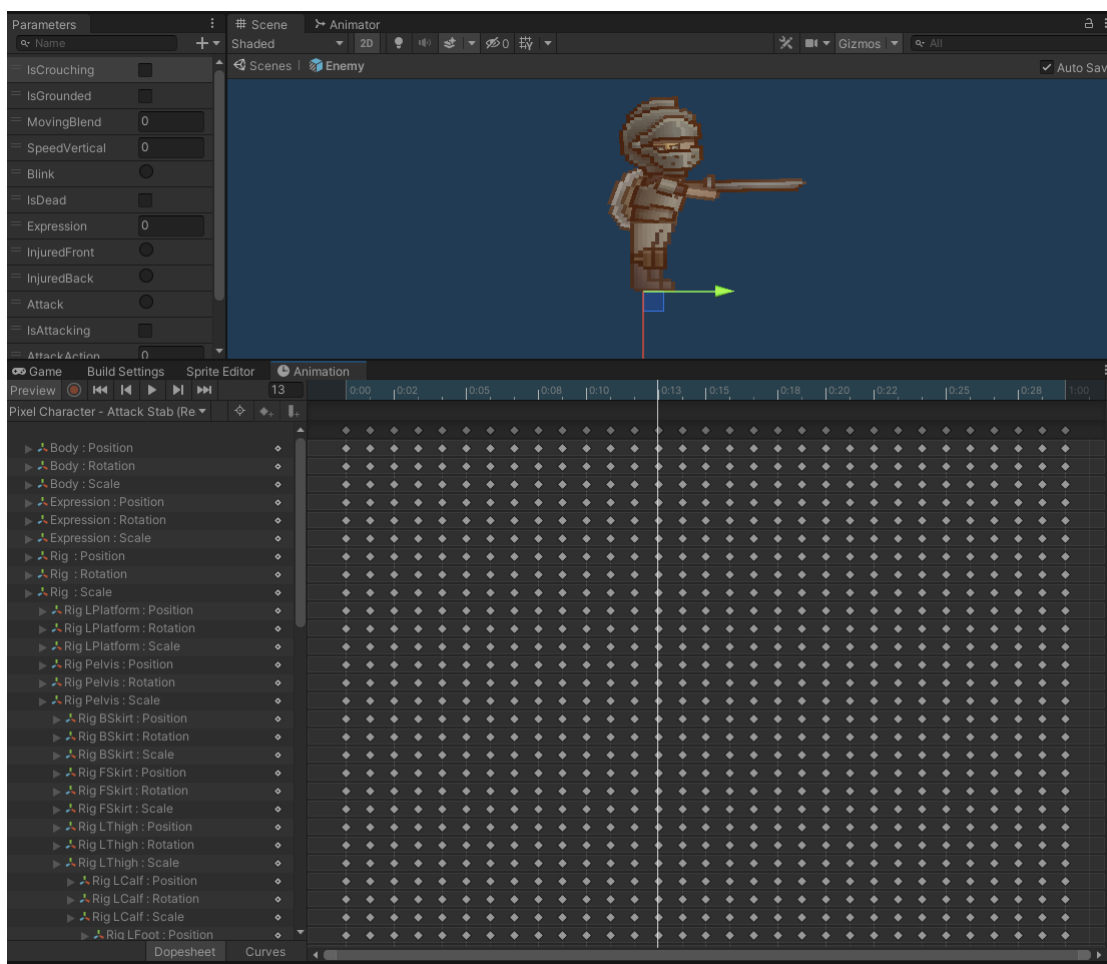 Parameters
# Scene
Animator
Name
Shaded
2D
0
Gizmos
All
IsCrouching
Scenes
Enemy
Auto Sav
IsGrounded
MovingBlend 0
SpeedVertical 0
Blink
IsDead
Expression 0
InjuredFront
InjuredBack
Attack
IsAttacking
AttackAction 0
Game
Build Settings
Sprite Editor
Animation
Preview
13
0:00 0:02 0:05 0:08 0:10 0:13 0:15 0:18 0:20 0:22 0:25 0:28 1:00
Pixel Character - Attack Stab (Re
Body : Position
Body : Rotation
Body : Scale
Expression : Position
Expression : Rotation
Expression : Scale
Rig : Position
Rig : Rotation
Rig : Scale
Rig LPlatform : Position
Rig LPlatform : Rotation
Rig LPlatform : Scale
Rig Pelvis : Position
Rig Pelvis : Rotation
Rig Pelvis : Scale
Rig BSkirt : Position
Rig BSkirt : Rotation
Rig BSkirt : Scale
Rig FSkirt : Position
Rig FSkirt : Rotation
Rig FSkirt : Scale
Rig LThigh : Position
Rig LThigh : Rotation
Rig LThigh : Scale
Rig LCalf : Position
Rig LCalf : Rotation
Rig LCalf : Scale
Rig LFoot : Position
Dopesheet
Curves